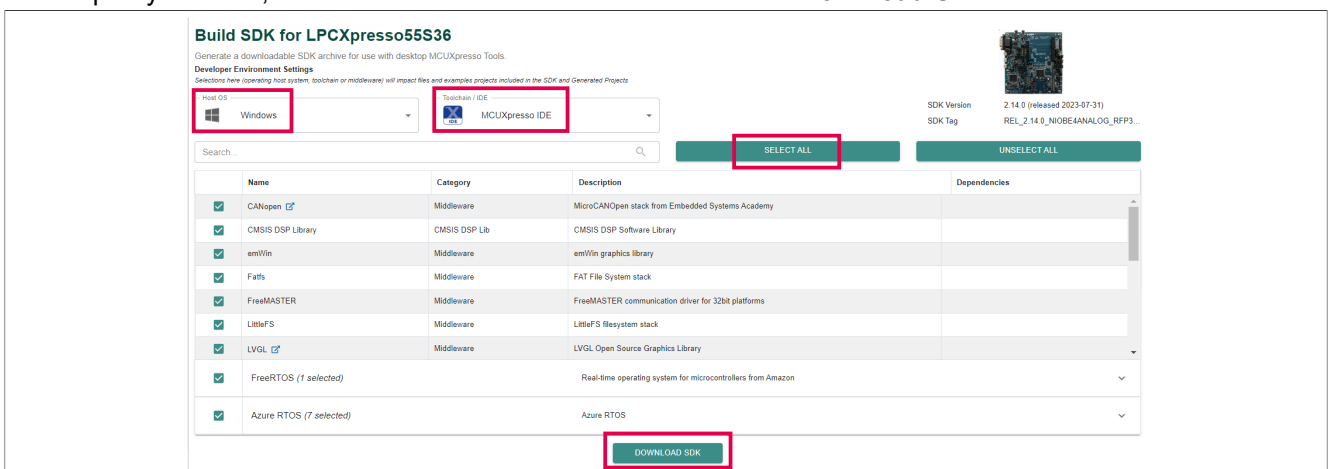 Build SDK for LPCXpresso55S36
Generate a downloadable SDK archive for use with desktop MCUXpresso Tools.
Developer Environment Settings
Selections here (operating host system, toolchain or middleware) will impact files and examples projects included in the SDK and Generated Projects
Host OS
Windows
Toolchain / IDE
IDE
MCUXpresso IDE
SDK Version 2.14.0 (released 2023-07-31)
SDK Tag REL_2.14.0_NIOBE4ANALOG_RFP3...
Search...
SELECT ALL
UNSELECT ALL
Name Category Description Dependencies
CANopen Middleware MicroCANOpen stack from Embedded Systems Academy
CMSIS DSP Library CMSIS DSP Lib CMSIS DSP Software Library
emWin Middleware emWin graphics library
Fatfs Middleware FAT File System stack
FreeMASTER Middleware FreeMASTER communication driver for 32bit platforms
LittleFS Middleware LittleFS filesystem stack
LVGL Middleware LVGL Open Source Graphics Library
FreeRTOS (1 selected) Real-time operating system for microcontrollers from Amazon
Azure RTOS (7 selected) Azure RTOS
DOWNLOAD SDK